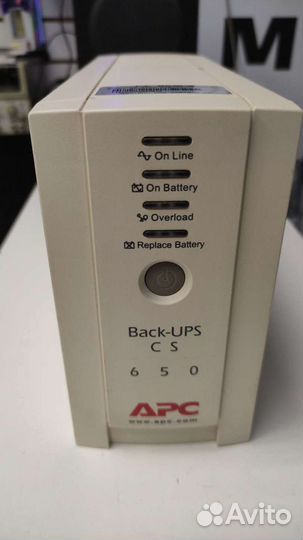 M
On Line
On Battery
Overload
Replace Battery
Back-UPS
C S
6 5 0
APC
www.apc.com
Avito